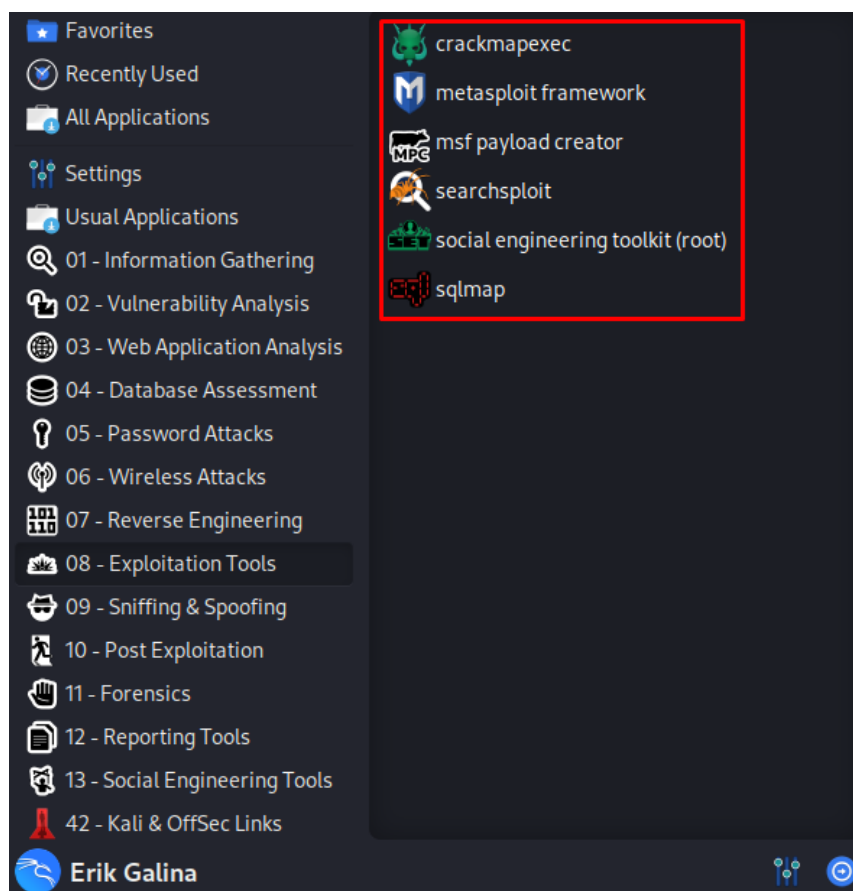 Favorites
Recently Used
All Applications
Settings
Usual Applications
01 - Information Gathering
02 - Vulnerability Analysis
03 - Web Application Analysis
04 - Database Assessment
05 - Password Attacks
06 - Wireless Attacks
07 - Reverse Engineering
08 - Exploitation Tools
09 - Sniffing & Spoofing
10 - Post Exploitation
11 - Forensics
12 - Reporting Tools
13 - Social Engineering Tools
42 - Kali & OffSec Links
crackmapexec
metasploit framework
MPC
msf payload creator
searchsploit
SET
social engineering toolkit (root)
sql
sqlmap
Erik Galina